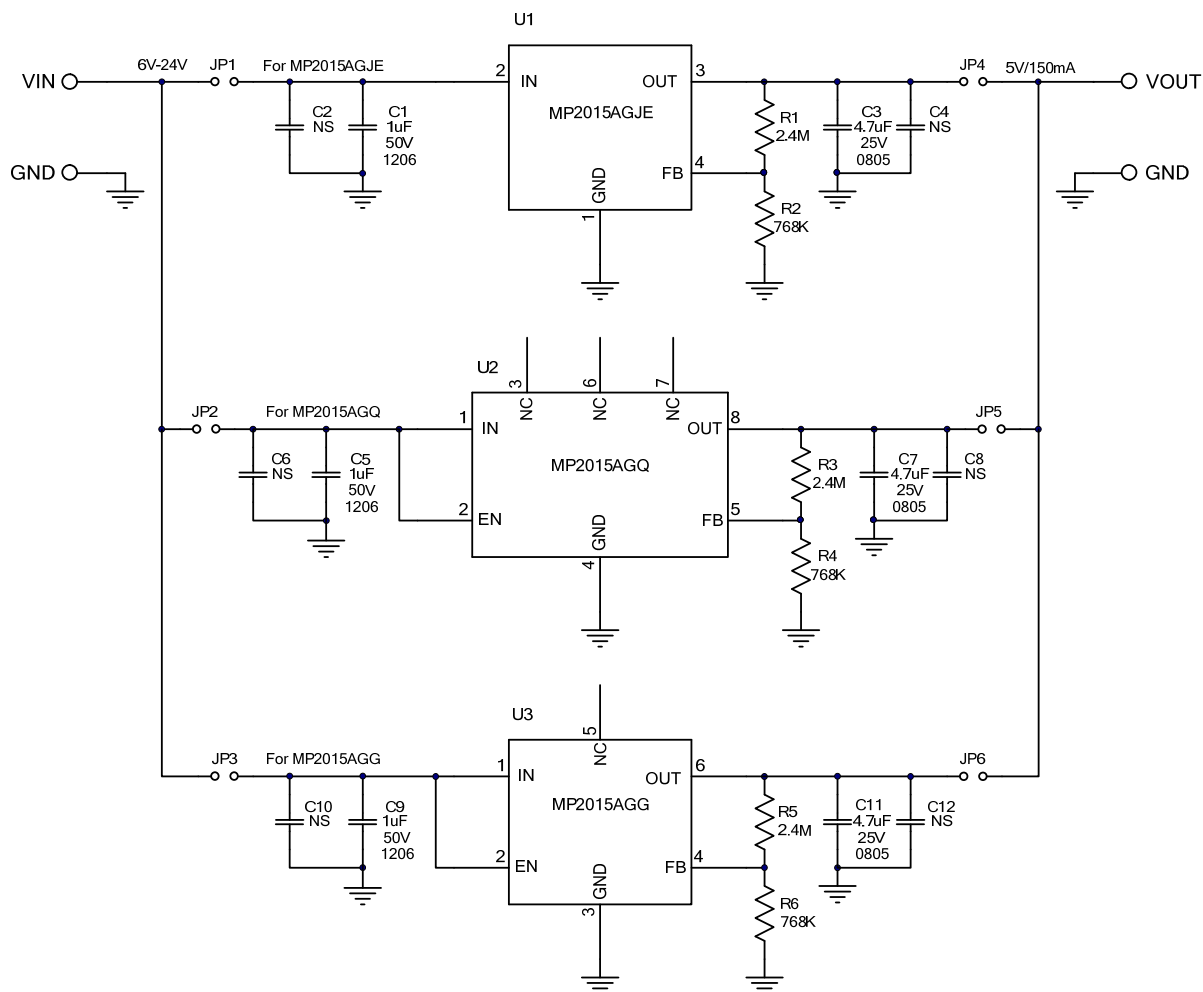 U1
VIN
6V-24V
JP1
For MP2015AGJE
2
IN
OUT
3
JP4
5V/150mA
VOUT
C2
NS
C1
1uF
50V
1206
MP2015AGJE
R1
2.4M
C3
4.7uF
25V
0805
C4
NS
GND
GND
FB
4
GND
1
R2
768K
U2
3
NC
6
NC
7
NC
JP2
For MP2015AGQ
1
IN
OUT
8
JP5
C6
NS
C5
1uF
50V
1206
MP2015AGQ
R3
2.4M
C7
4.7uF
25V
0805
C8
NS
2
EN
GND
4
FB
5
R4
768K
U3
5
NC
JP3
For MP2015AGG
1
IN
OUT
6
JP6
C10
NS
C9
1uF
50V
1206
MP2015AGG
R5
2.4M
C11
4.7uF
25V
0805
C12
NS
2
EN
GND
3
FB
4
R6
768K